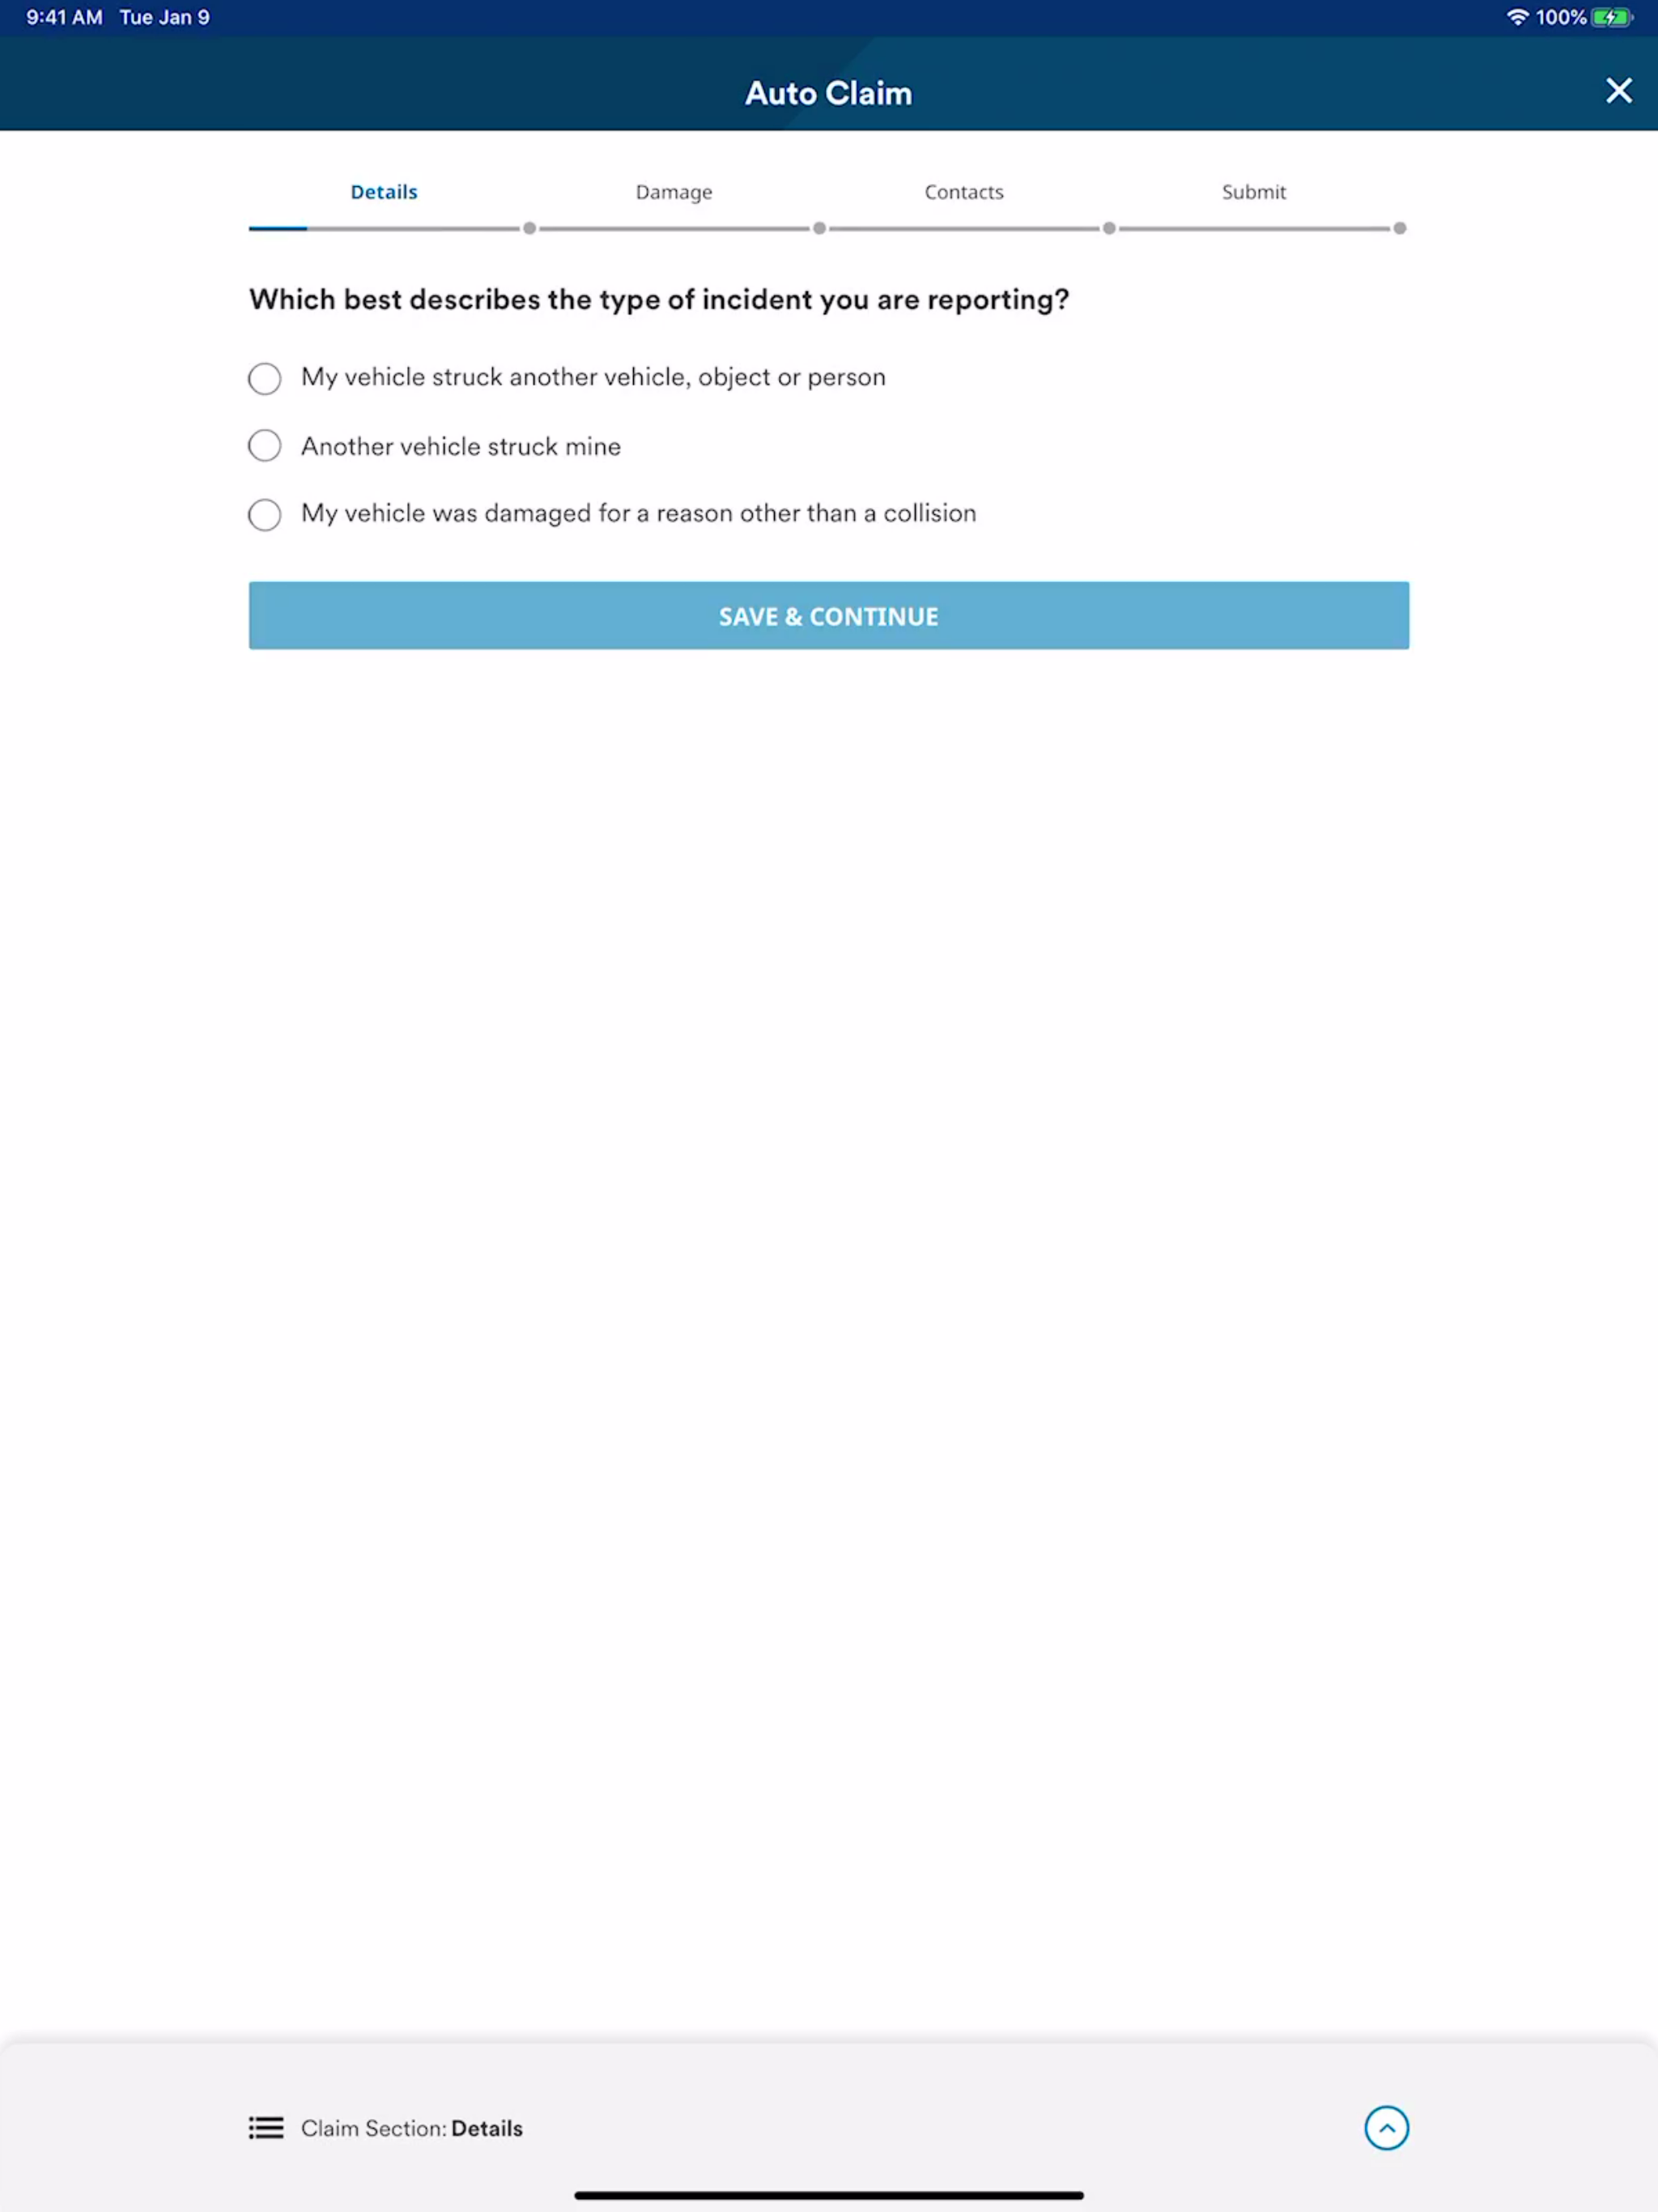 9:41 AM Tue Jan 9 100%
Auto Claim
Details Damage Contacts Submit
Which best describes the type of incident you are reporting?
My vehicle struck another vehicle, object or person
Another vehicle struck mine
My vehicle was damaged for a reason other than a collision
SAVE & CONTINUE
Claim Section: Details